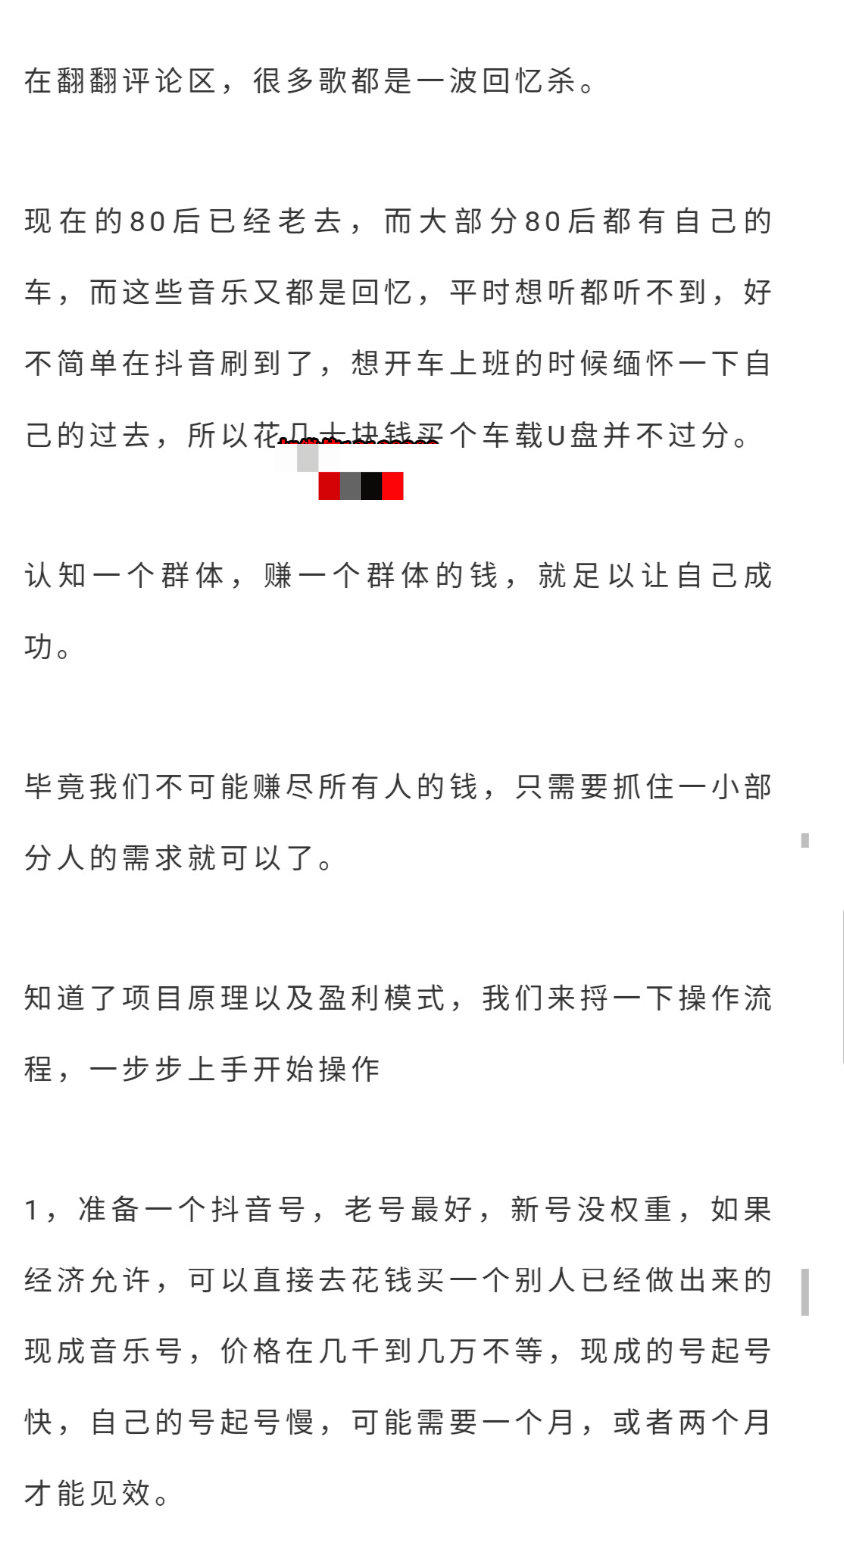 在翻翻评论区，很多歌都是一波回忆杀。
现在的80后已经老去，而大部分80后都有自己的
车，而这些音乐又都是回忆，平时想听都听不到，好
不简单在抖音刷到了，想开车上班的时候缅怀一下自
己的过去，所以花几十块钱买个车载U盘并不过分。
认知一个群体，赚一个群体的钱，就足以让自己成
功。
毕竟我们不可能赚尽所有人的钱，只需要抓住一小部
分人的需求就可以了。
知道了项目原理以及盈利模式，我们来捋一下操作流
程，一步步上手开始操作
1，准备一个抖音号，老号最好，新号没权重，如果
经济允许，可以直接去花钱买一个别人已经做出来的
现成音乐号，价格在几千到几万不等，现成的号起号
快，自己的号起号慢，可能需要一个月，或者两个月
才能见效。